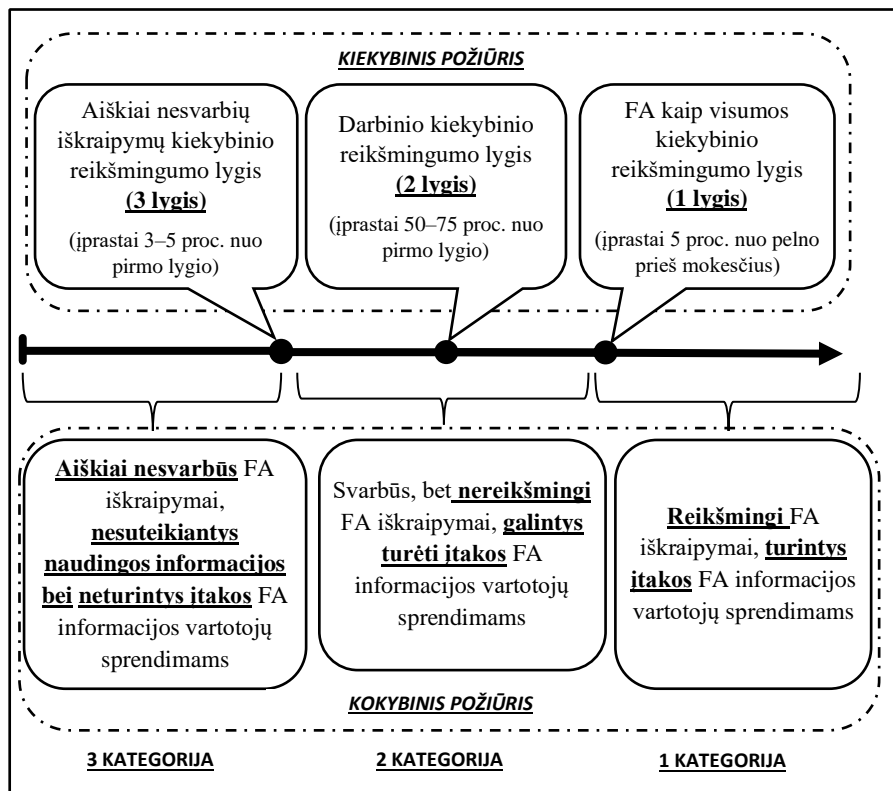 KIEKYBINIS POŽIŪRIS
Aiškiai nesvarbių
iškraipymų kiekybinio
reikšmingumo lygis
(3 lygis)
(įprastai 3–5 proc. nuo
pirmo lygio)
Darbinio kiekybinio
reikšmingumo lygis
(2 lygis)
(įprastai 50–75 proc. nuo
pirmo lygio)
FA kaip visumos
kiekybinio
reikšmingumo lygis
(1 lygis)
(įprastai 5 proc. nuo pelno
prieš mokesčius)
Aiškiai nesvarbūs FA
iškraipymai,
nesuteikiantys
naudingos informacijos
bei neturintys įtakos FA
informacijos vartotojų
sprendimams
Svarbūs, bet nereikšmingi
FA iškraipymai, galintys
turėti įtakos FA
informacijos vartotojų
sprendimams
Reikšmingi FA
iškraipymai, turintys
įtakos FA informacijos
vartotojų sprendimams
KOKYBINIS POŽIŪRIS
3 KATEGORIJA
2 KATEGORIJA
1 KATEGORIJA